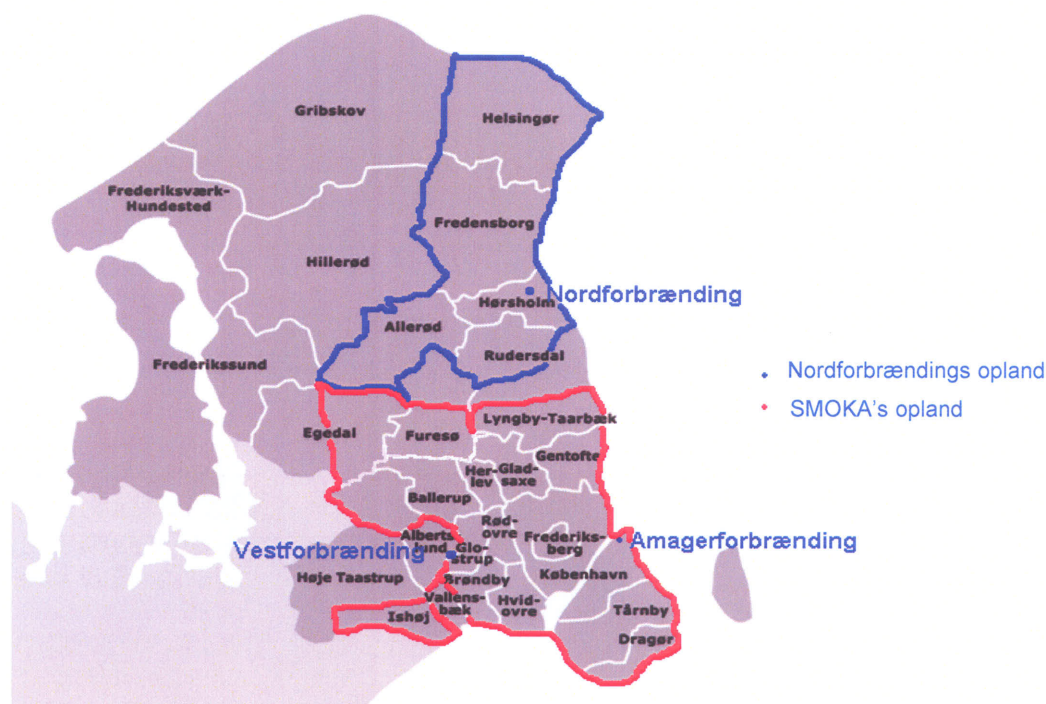 Gribskov
Helsingør
Frederiksværk-
Hundested
Fredensborg
Hillerød
Hørsholm
Nordforbrænding
Allerød
Rudersdal
Frederikssund
Nordforbrændings opland
SMOKA's opland
Egedal
Furesø
Lyngby-Taarbæk
Gentofte
Her-
lev
Glad-
saxe
Ballerup
Rød-
ovre
Alberts
lund
Glo-
strup
Frederiks-
berg
Vestforbrænding
Amagerforbrænding
Høje Taastrup
Brøndby
København
Vallens-
bæk
Hvid-
ovre
Ishøj
Tårnby
Dragør